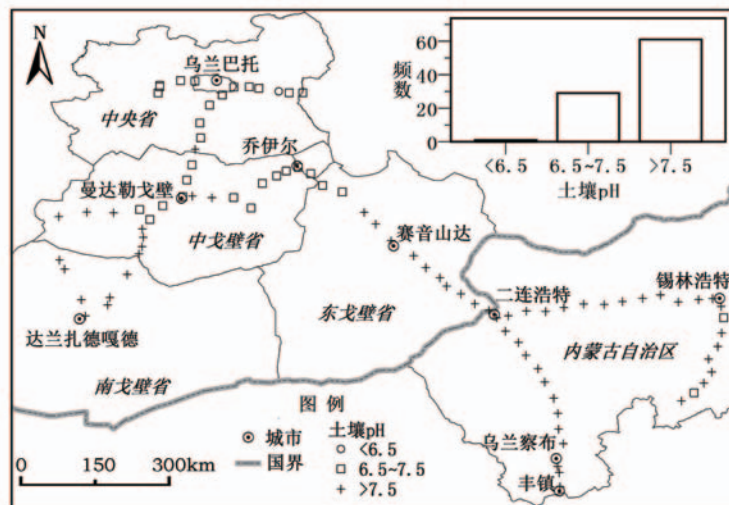 N
乌兰巴托
中央省
乔伊尔
曼达勒戈壁
中戈壁省
赛音山达
二连浩特
锡林浩特
达兰扎德嘎德
东戈壁省
内蒙古自治区
南戈壁省
乌兰察布
丰镇
图 例
城市
国界
土壤pH
<6.5
6.5~7.5
>7.5
0 150 300km
频数
60
40
20
0
<6.5 6.5~7.5 >7.5
土壤pH